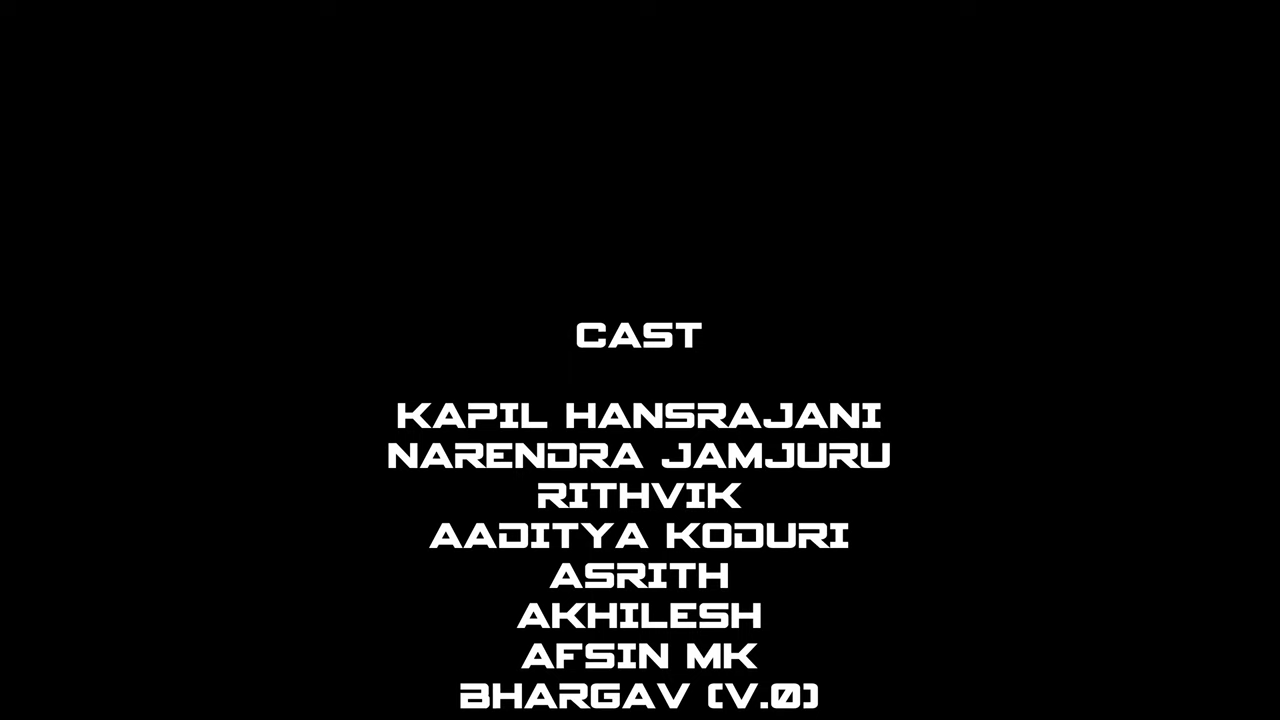 CAST
KAPIL HANSRAJANI
NARENDRA JAMJURU
RITHVIK
AADITYA KODURI
ASRITH
AKHILESH
AFSIN MK
BHARGAV (V.0)